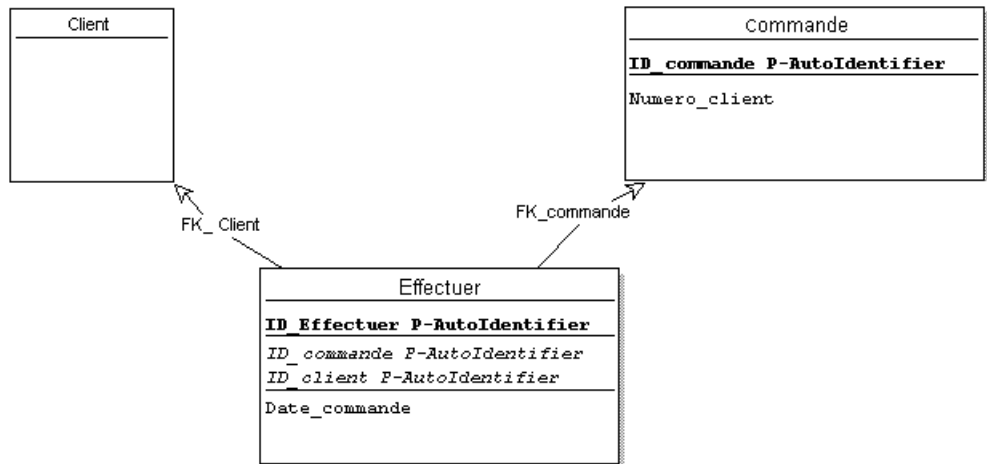 Client
Commande
ID_commande P-AutoIdentifier
Numero_client
FK_ Client
FK_commande
Effectuer
ID_Effectuer P-AutoIdentifier
ID_commande P-AutoIdentifier
ID_client P-AutoIdentifier
Date_commande